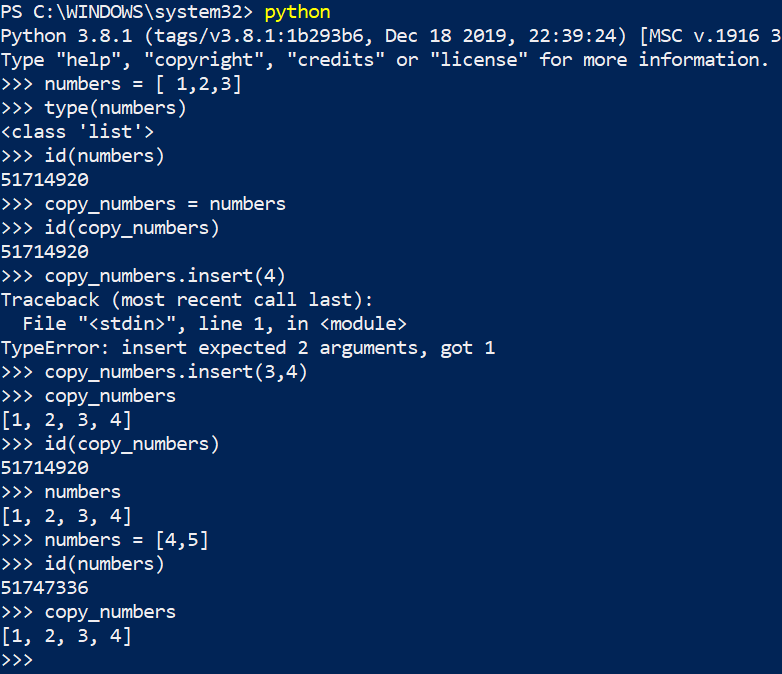 PS C:\WINDOWS\system32> python
Python 3.8.1 (tags/v3.8.1:1b293b6, Dec 18 2019, 22:39:24) [MSC v.1916 3
Type "help", "copyright", "credits" or "license" for more information.
>>> numbers = [ 1,2,3]
>>> type(numbers)
<class 'list'>
>>> id(numbers)
51714920
>>> copy_numbers = numbers
>>> id(copy_numbers)
51714920
>>> copy_numbers.insert(4)
Traceback (most recent call last):
  File "<stdin>", line 1, in <module>
TypeError: insert expected 2 arguments, got 1
>>> copy_numbers.insert(3,4)
>>> copy_numbers
[1, 2, 3, 4]
>>> id(copy_numbers)
51714920
>>> numbers
[1, 2, 3, 4]
>>> numbers = [4,5]
>>> id(numbers)
51747336
>>> copy_numbers
[1, 2, 3, 4]
>>>